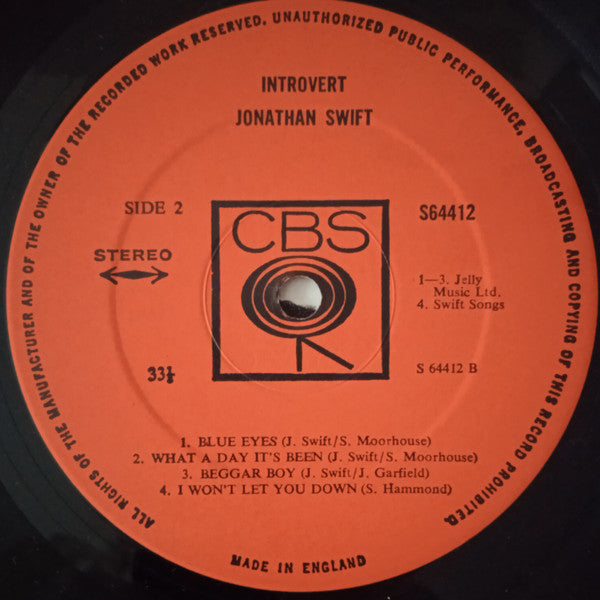 ALL RIGHTS OF THE MANUFACTURER AND OF THE OWNER OF THE RECORDED WORK RESERVED. UNAUTHORIZED PUBLIC PERFORMANCE, BROADCASTING AND COPYING OF THIS RECORD PROHIBITED.
INTROVERT
JONATHAN SWIFT
SIDE 2
S64412
CBS
STEREO
1—3. Jelly
Music Ltd.
4. Swift Songs
33⅓
S 64412 B
1. BLUE EYES (J. Swift/S. Moorhouse)
2. WHAT A DAY IT'S BEEN (J. Swift/S. Moorhouse)
3. BEGGAR BOY (J. Swift/J. Garfield)
4. I WON'T LET YOU DOWN (S. Hammond)
MADE IN ENGLAND